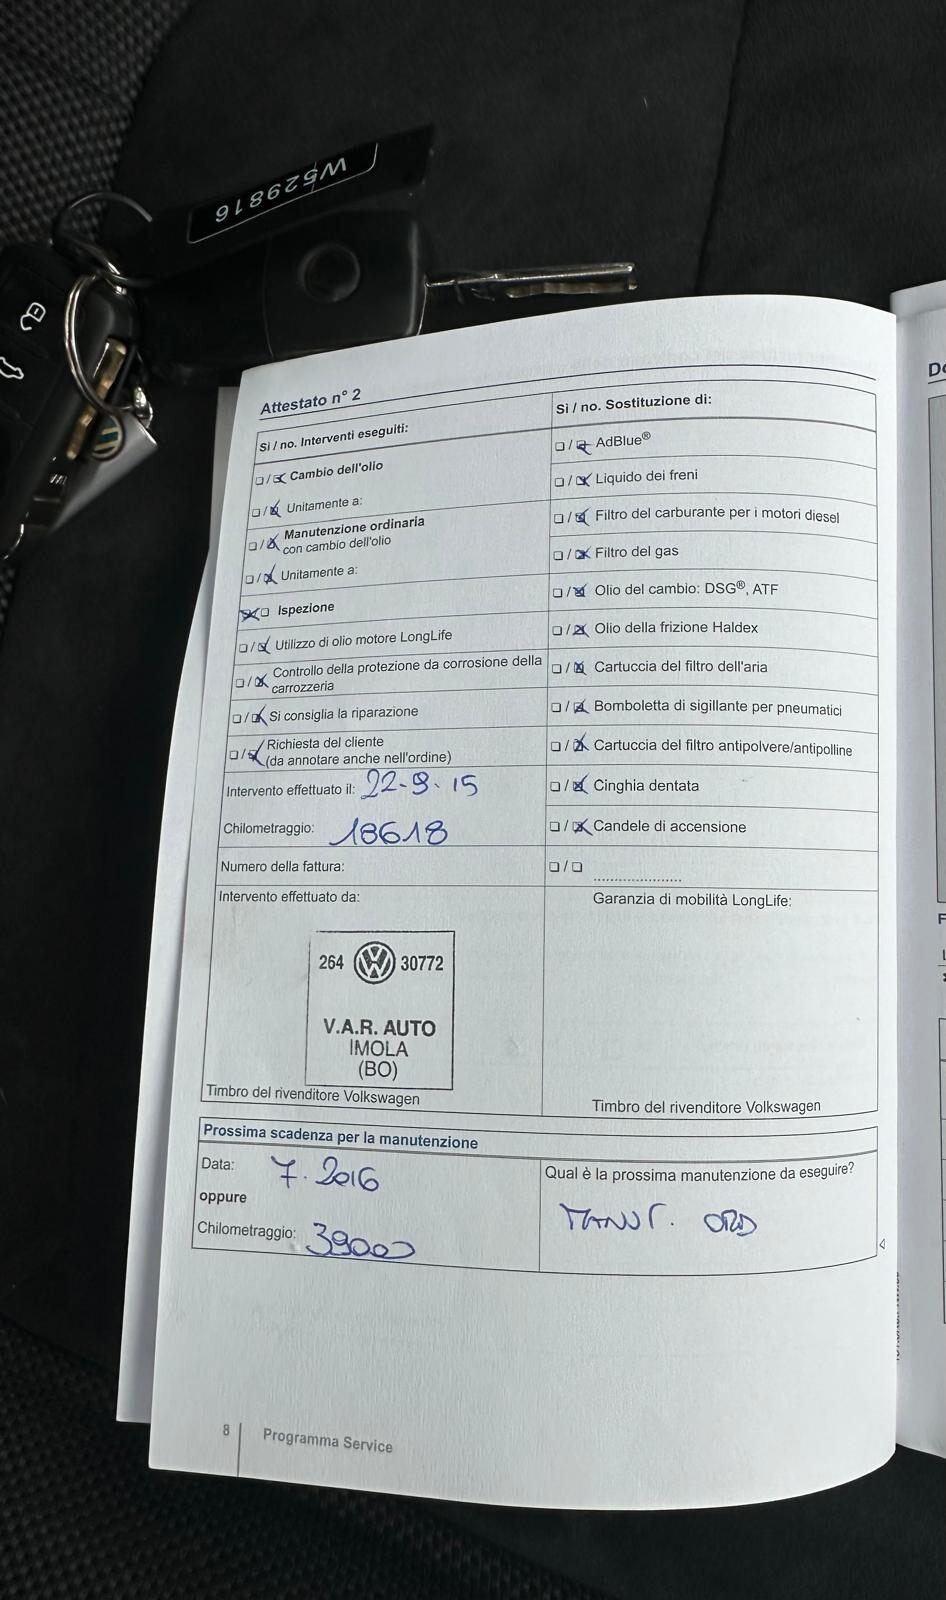 W529816
Attestato n° 2
Sì / no. Interventi eseguiti:
❑ / ❑ Cambio dell'olio
❑ / ❑ Unitamente a:
❑ / ❑ Manutenzione ordinaria
con cambio dell'olio
❑ / ❑ Unitamente a:
❑ / ❑ Ispezione
❑ / ❑ Utilizzo di olio motore LongLife
❑ / ❑ Controllo della protezione da corrosione della
carrozzeria
❑ / ❑ Si consiglia la riparazione
❑ / ❑ Richiesta del cliente
(da annotare anche nell'ordine)
Intervento effettuato il: 22-9-15
Chilometraggio: 18618
Numero della fattura:
Intervento effettuato da:
264 VW 30772
V.A.R. AUTO
IMOLA
(BO)
Timbro del rivenditore Volkswagen
Sì / no. Sostituzione di:
❑ / ❑ AdBlue®
❑ / ❑ Liquido dei freni
❑ / ❑ Filtro del carburante per i motori diesel
❑ / ❑ Filtro del gas
❑ / ❑ Olio del cambio: DSG®, ATF
❑ / ❑ Olio della frizione Haldex
❑ / ❑ Cartuccia del filtro dell'aria
❑ / ❑ Bomboletta di sigillante per pneumatici
❑ / ❑ Cartuccia del filtro antipolvere/antipolline
❑ / ❑ Cinghia dentata
❑ / ❑ Candele di accensione
❑ / ❑ .....................
Garanzia di mobilità LongLife:
Timbro del rivenditore Volkswagen
Prossima scadenza per la manutenzione
Data: 7.2016
oppure
Chilometraggio: 39000
Qual è la prossima manutenzione da eseguire?
MANUT. ORD
8
Programma Service